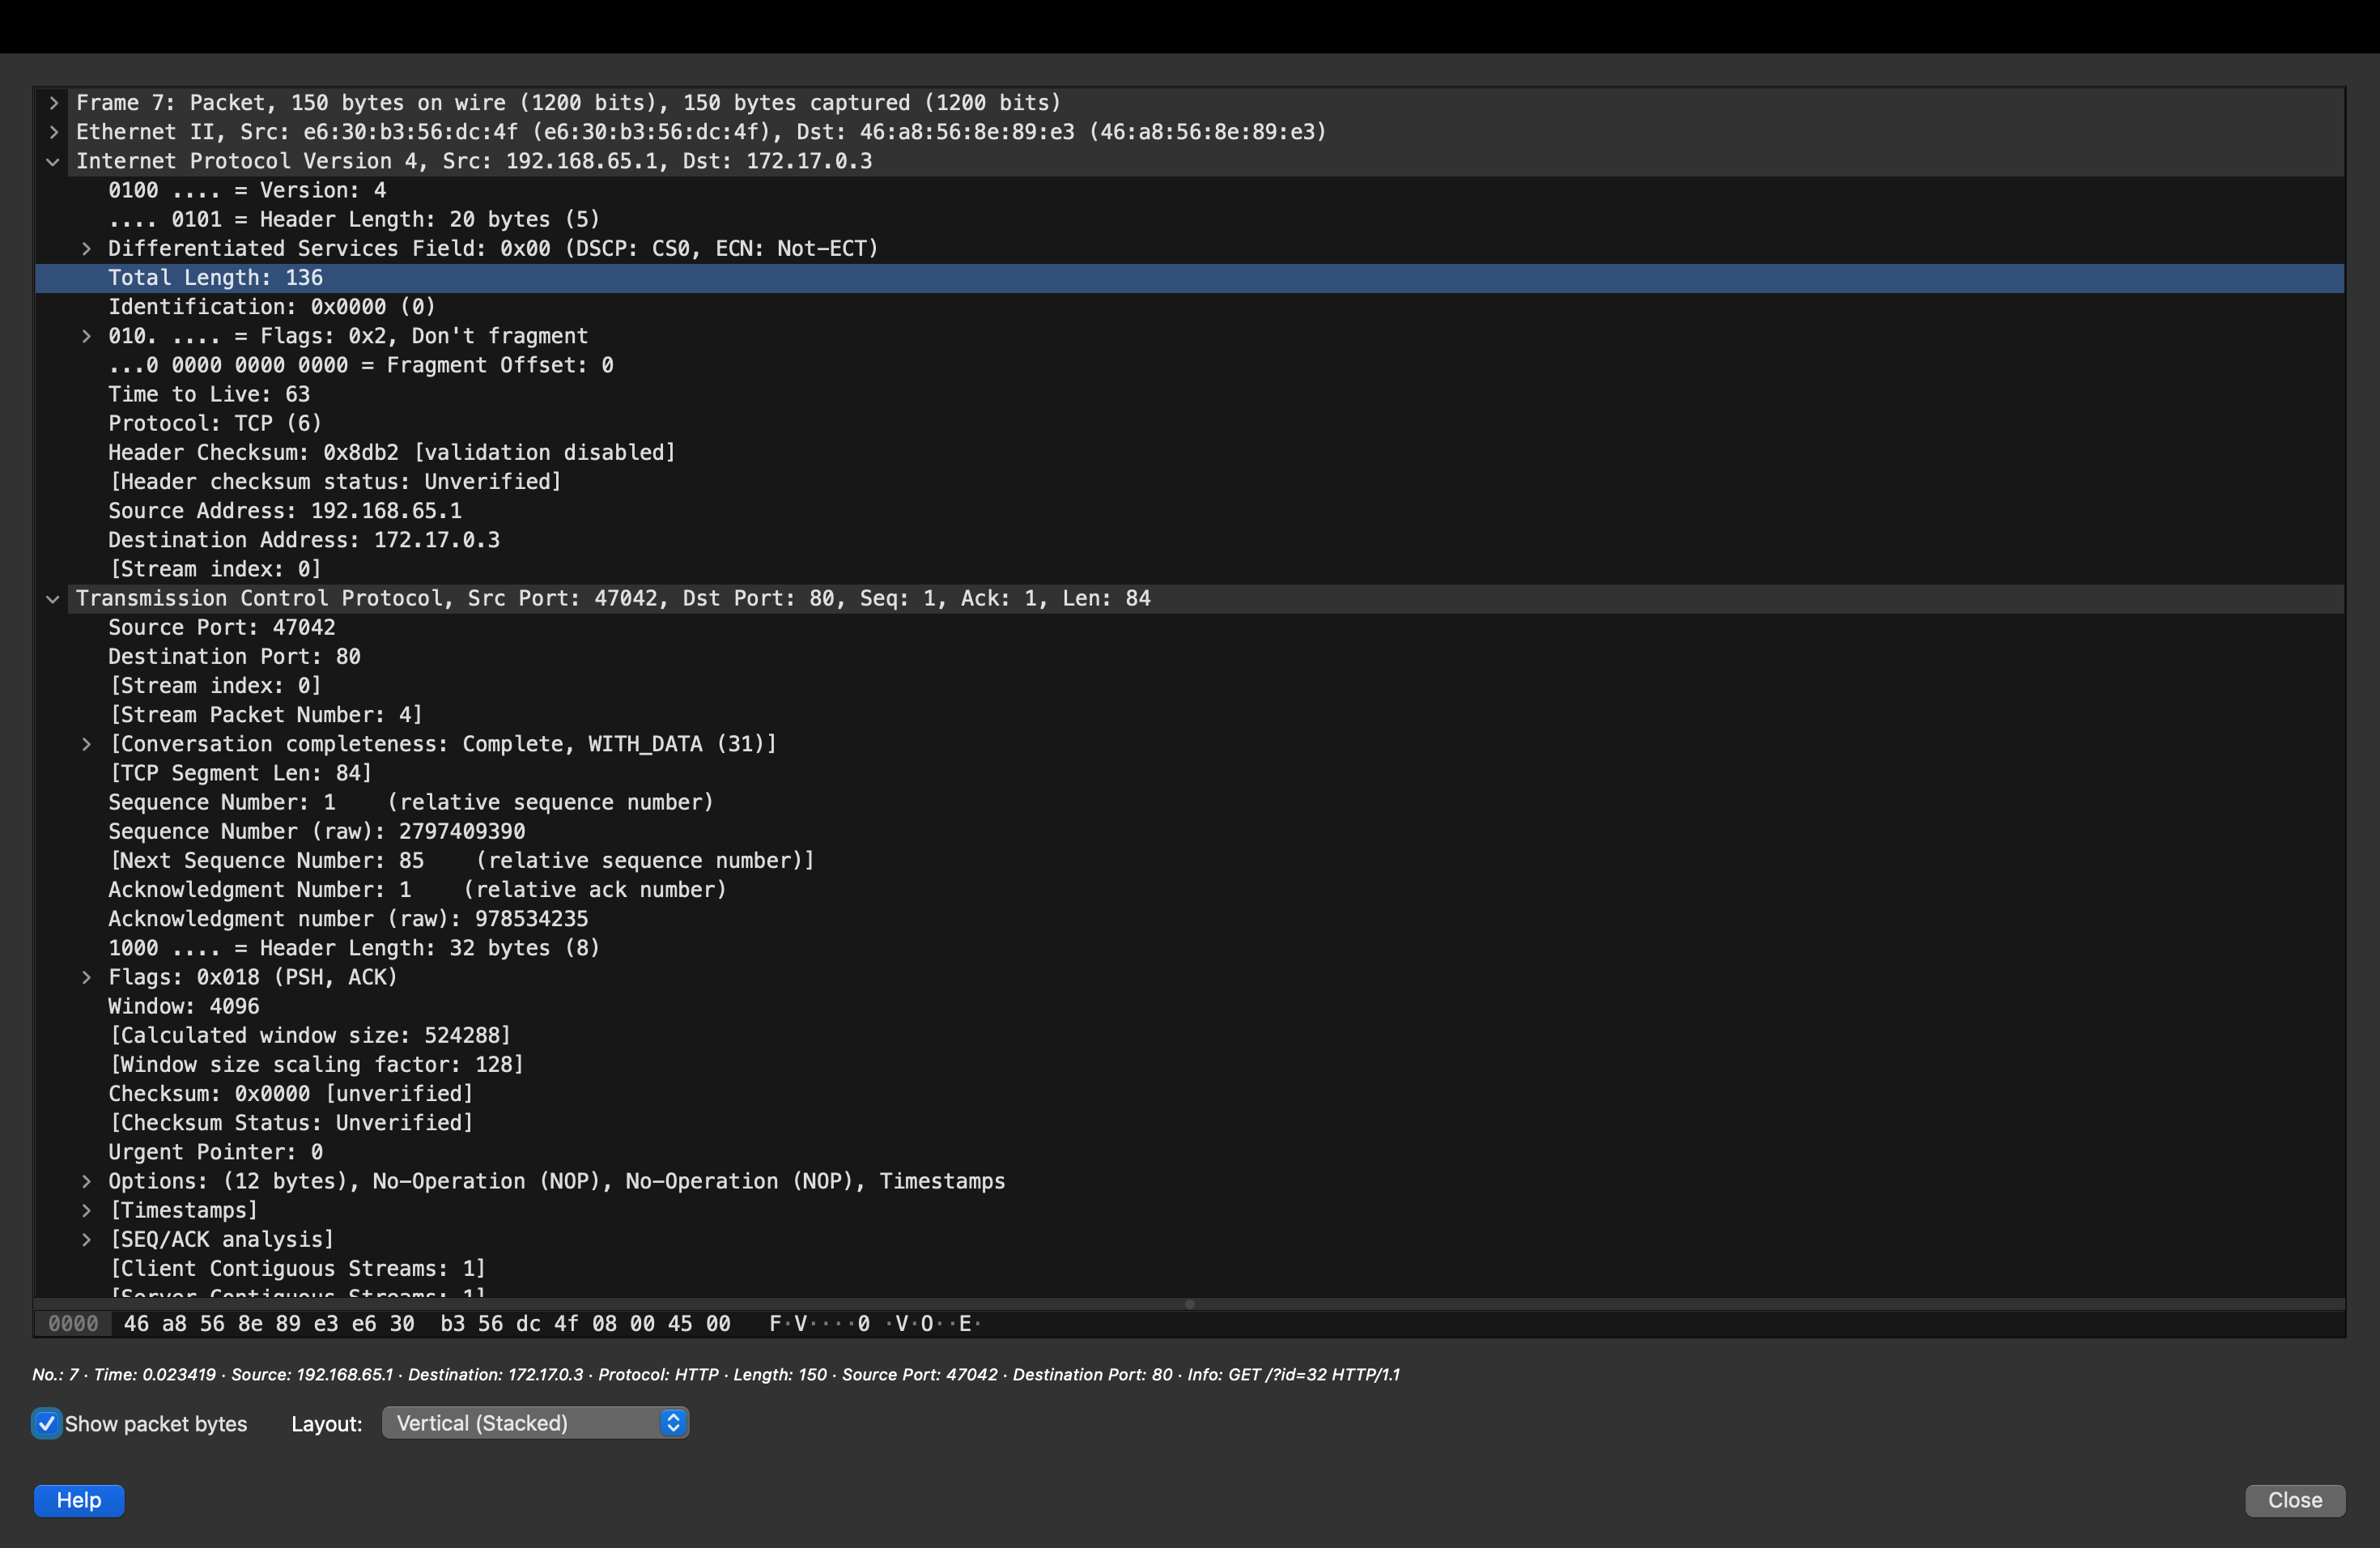 Frame 7: Packet, 150 bytes on wire (1200 bits), 150 bytes captured (1200 bits)
Ethernet II, Src: e6:30:b3:56:dc:4f (e6:30:b3:56:dc:4f), Dst: 46:a8:56:8e:89:e3 (46:a8:56:8e:89:e3)
Internet Protocol Version 4, Src: 192.168.65.1, Dst: 172.17.0.3
0100 .... = Version: 4
.... 0101 = Header Length: 20 bytes (5)
Differentiated Services Field: 0x00 (DSCP: CS0, ECN: Not-ECT)
Total Length: 136
Identification: 0x0000 (0)
010. .... = Flags: 0x2, Don't fragment
...0 0000 0000 0000 = Fragment Offset: 0
Time to Live: 63
Protocol: TCP (6)
Header Checksum: 0x8db2 [validation disabled]
[Header checksum status: Unverified]
Source Address: 192.168.65.1
Destination Address: 172.17.0.3
[Stream index: 0]
Transmission Control Protocol, Src Port: 47042, Dst Port: 80, Seq: 1, Ack: 1, Len: 84
Source Port: 47042
Destination Port: 80
[Stream index: 0]
[Stream Packet Number: 4]
[Conversation completeness: Complete, WITH_DATA (31)]
[TCP Segment Len: 84]
Sequence Number: 1    (relative sequence number)
Sequence Number (raw): 2797409390
[Next Sequence Number: 85    (relative sequence number)]
Acknowledgment Number: 1    (relative ack number)
Acknowledgment number (raw): 978534235
1000 .... = Header Length: 32 bytes (8)
Flags: 0x018 (PSH, ACK)
Window: 4096
[Calculated window size: 524288]
[Window size scaling factor: 128]
Checksum: 0x0000 [unverified]
[Checksum Status: Unverified]
Urgent Pointer: 0
Options: (12 bytes), No-Operation (NOP), No-Operation (NOP), Timestamps
[Timestamps]
[SEQ/ACK analysis]
[Client Contiguous Streams: 1]
[Server Contiguous Streams: 1]
0000 46 a8 56 8e 89 e3 e6 30 b3 56 dc 4f 08 00 45 00 F·V····0 ·V·O··E·
No.: 7 · Time: 0.023419 · Source: 192.168.65.1 · Destination: 172.17.0.3 · Protocol: HTTP · Length: 150 · Source Port: 47042 · Destination Port: 80 · Info: GET /?id=32 HTTP/1.1
Show packet bytes Layout: Vertical (Stacked)
Help Close